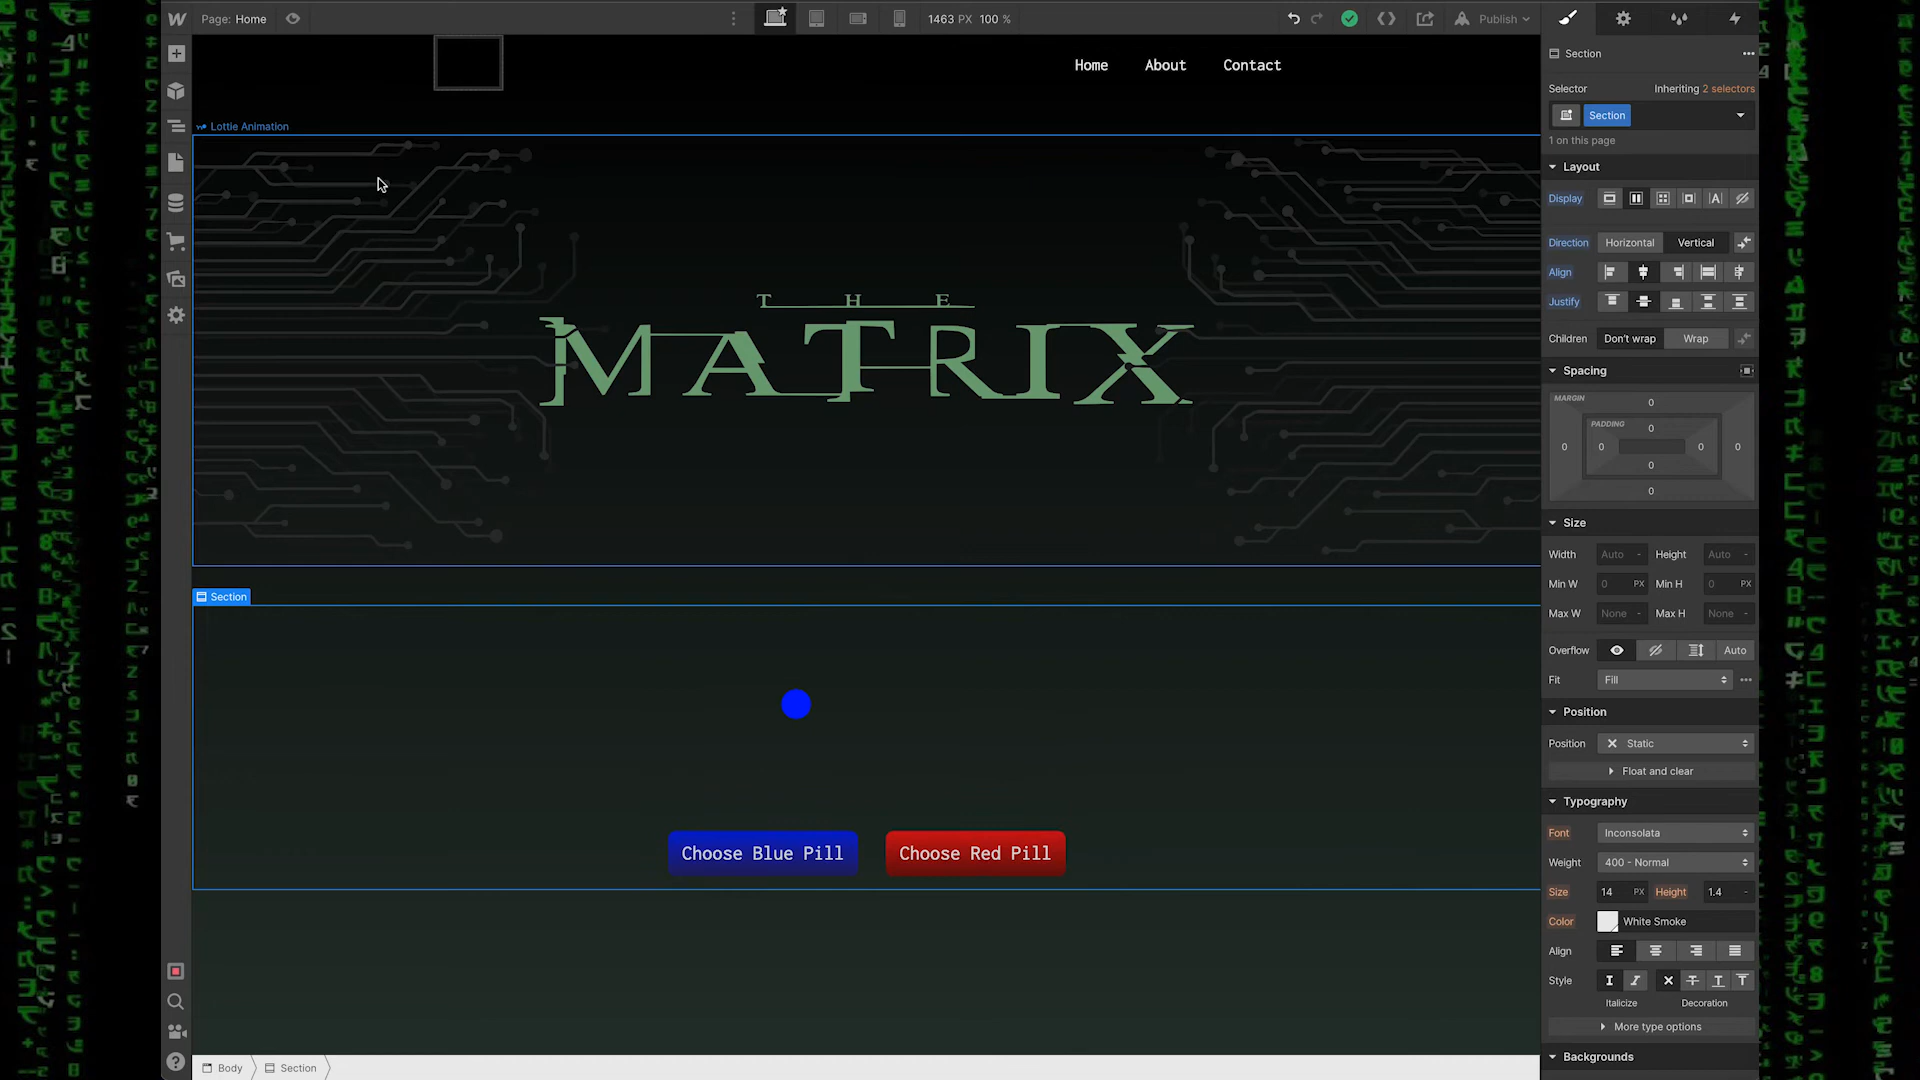 Page: Home
1463 PX 100 %
Publish
Home About Contact
Lottie Animation
THE
MATRIX
Section
Choose Blue Pill
Choose Red Pill
Body
Section
Section
Selector
Inheriting 2 selectors
Section
1 on this page
Layout
Display
Direction Horizontal Vertical
Align
Justify
Children Don't wrap Wrap
Spacing
MARGIN
0
PADDING
0
0 0 0 0
0
0
Size
Width Auto - Height Auto -
Min W 0 PX Min H 0 PX
Max W None - Max H None -
Overflow Auto
Fit Fill
Position
Position Static
Float and clear
Typography
Font Inconsolata
Weight 400 - Normal
Size 14 PX Height 1.4 -
Color White Smoke
Align
Style
Italicize Decoration
More type options
Backgrounds